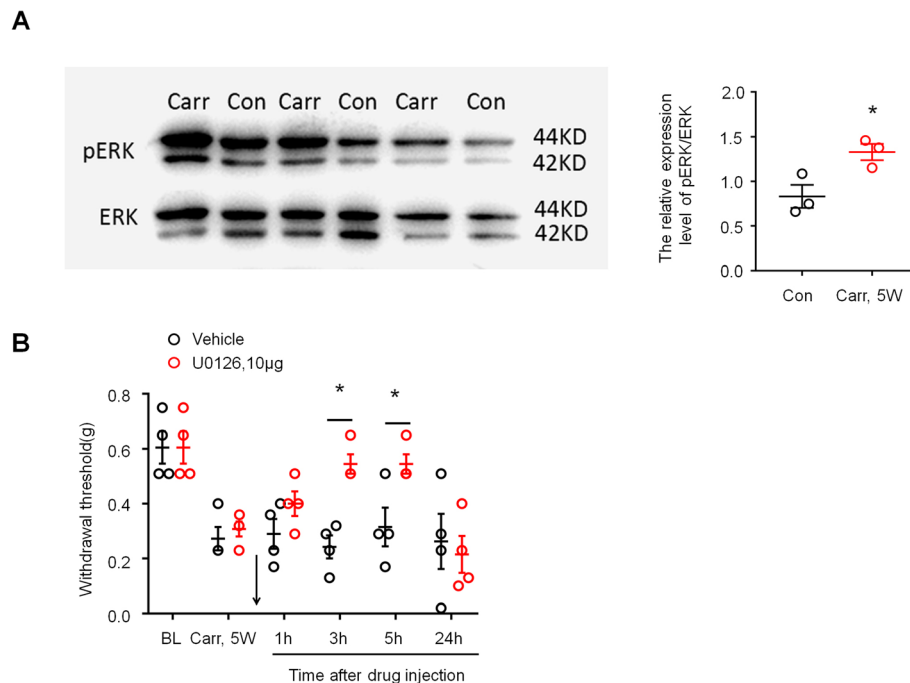 A
Carr Con Carr Con Carr Con
pERK
44KD
42KD
ERK
44KD
42KD
The relative expression
level of pERK/ERK
2.0
1.5
1.0
0.5
0.0
*
Con Carr, 5W
B
Vehicle
U0126,10μg
Withdrawal threshold(g)
0.8
0.6
0.4
0.2
0.0
* *
BL Carr, 5W 1h 3h 5h 24h
Time after drug injection